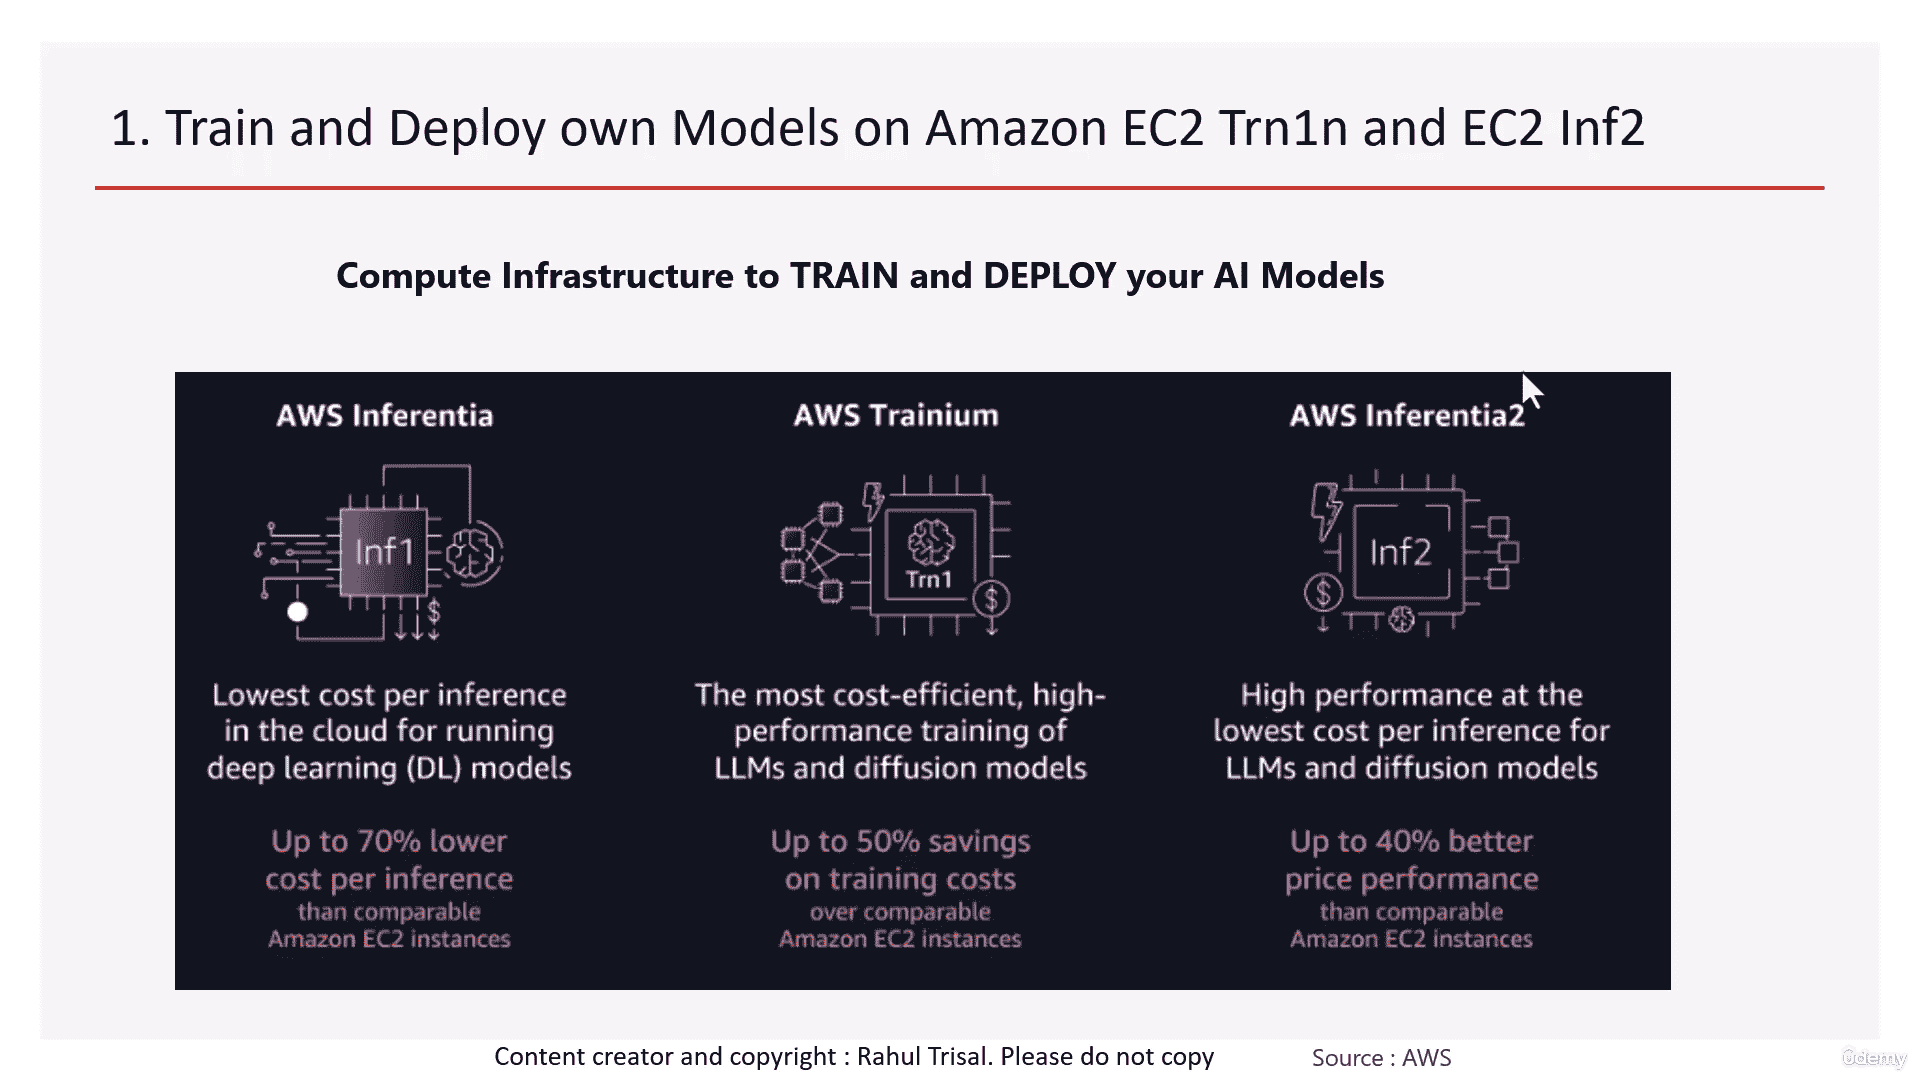 1. Train and Deploy own Models on Amazon EC2 Trn1n and EC2 Inf2
Compute Infrastructure to TRAIN and DEPLOY your AI Models
AWS Inferentia
Inf1
$
Lowest cost per inference
in the cloud for running
deep learning (DL) models
Up to 70% lower
cost per inference
than comparable
Amazon EC2 instances
AWS Trainium
Trn1
$
The most cost-efficient, high-
performance training of
LLMs and diffusion models
Up to 50% savings
on training costs
over comparable
Amazon EC2 instances
AWS Inferentia2
Inf2
$
High performance at the
lowest cost per inference for
LLMs and diffusion models
Up to 40% better
price performance
than comparable
Amazon EC2 instances
Content creator and copyright : Rahul Trisal. Please do not copy
Source : AWS
Udemy